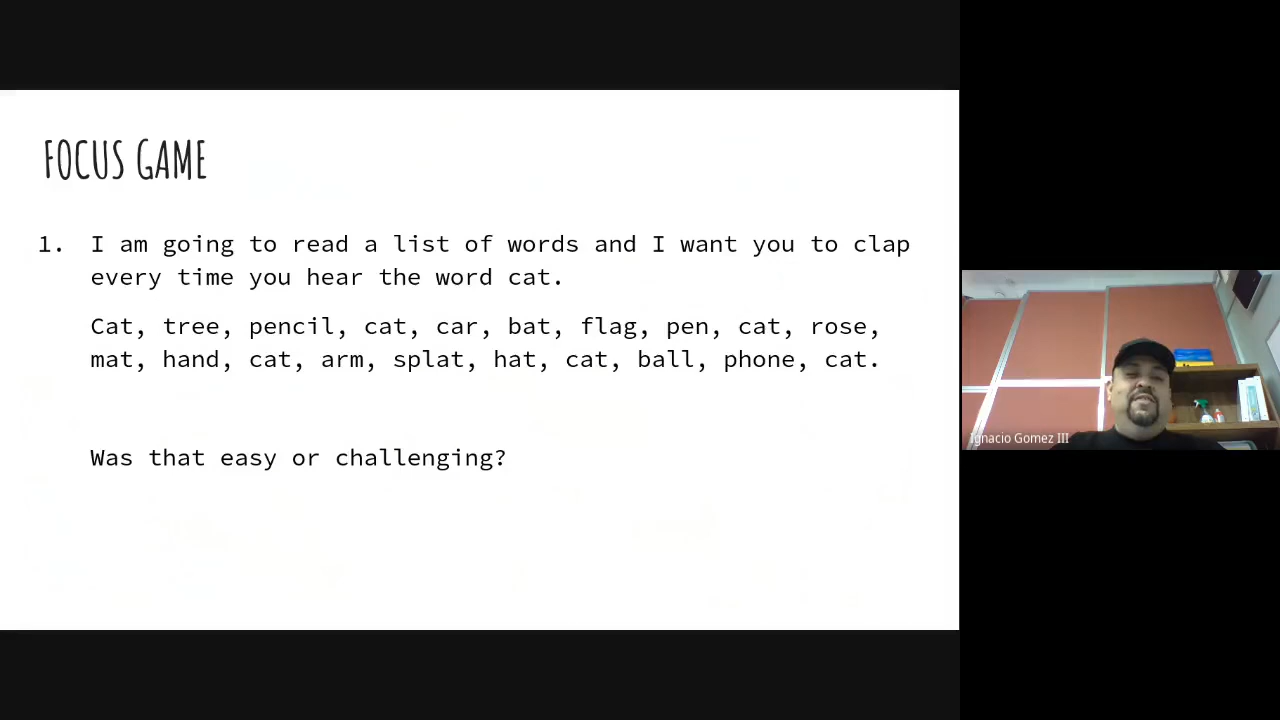 FOCUS GAME
1. I am going to read a list of words and I want you to clap
every time you hear the word cat.
Cat, tree, pencil, cat, car, bat, flag, pen, cat, rose,
mat, hand, cat, arm, splat, hat, cat, ball, phone, cat.
Was that easy or challenging?
Ignacio Gomez III